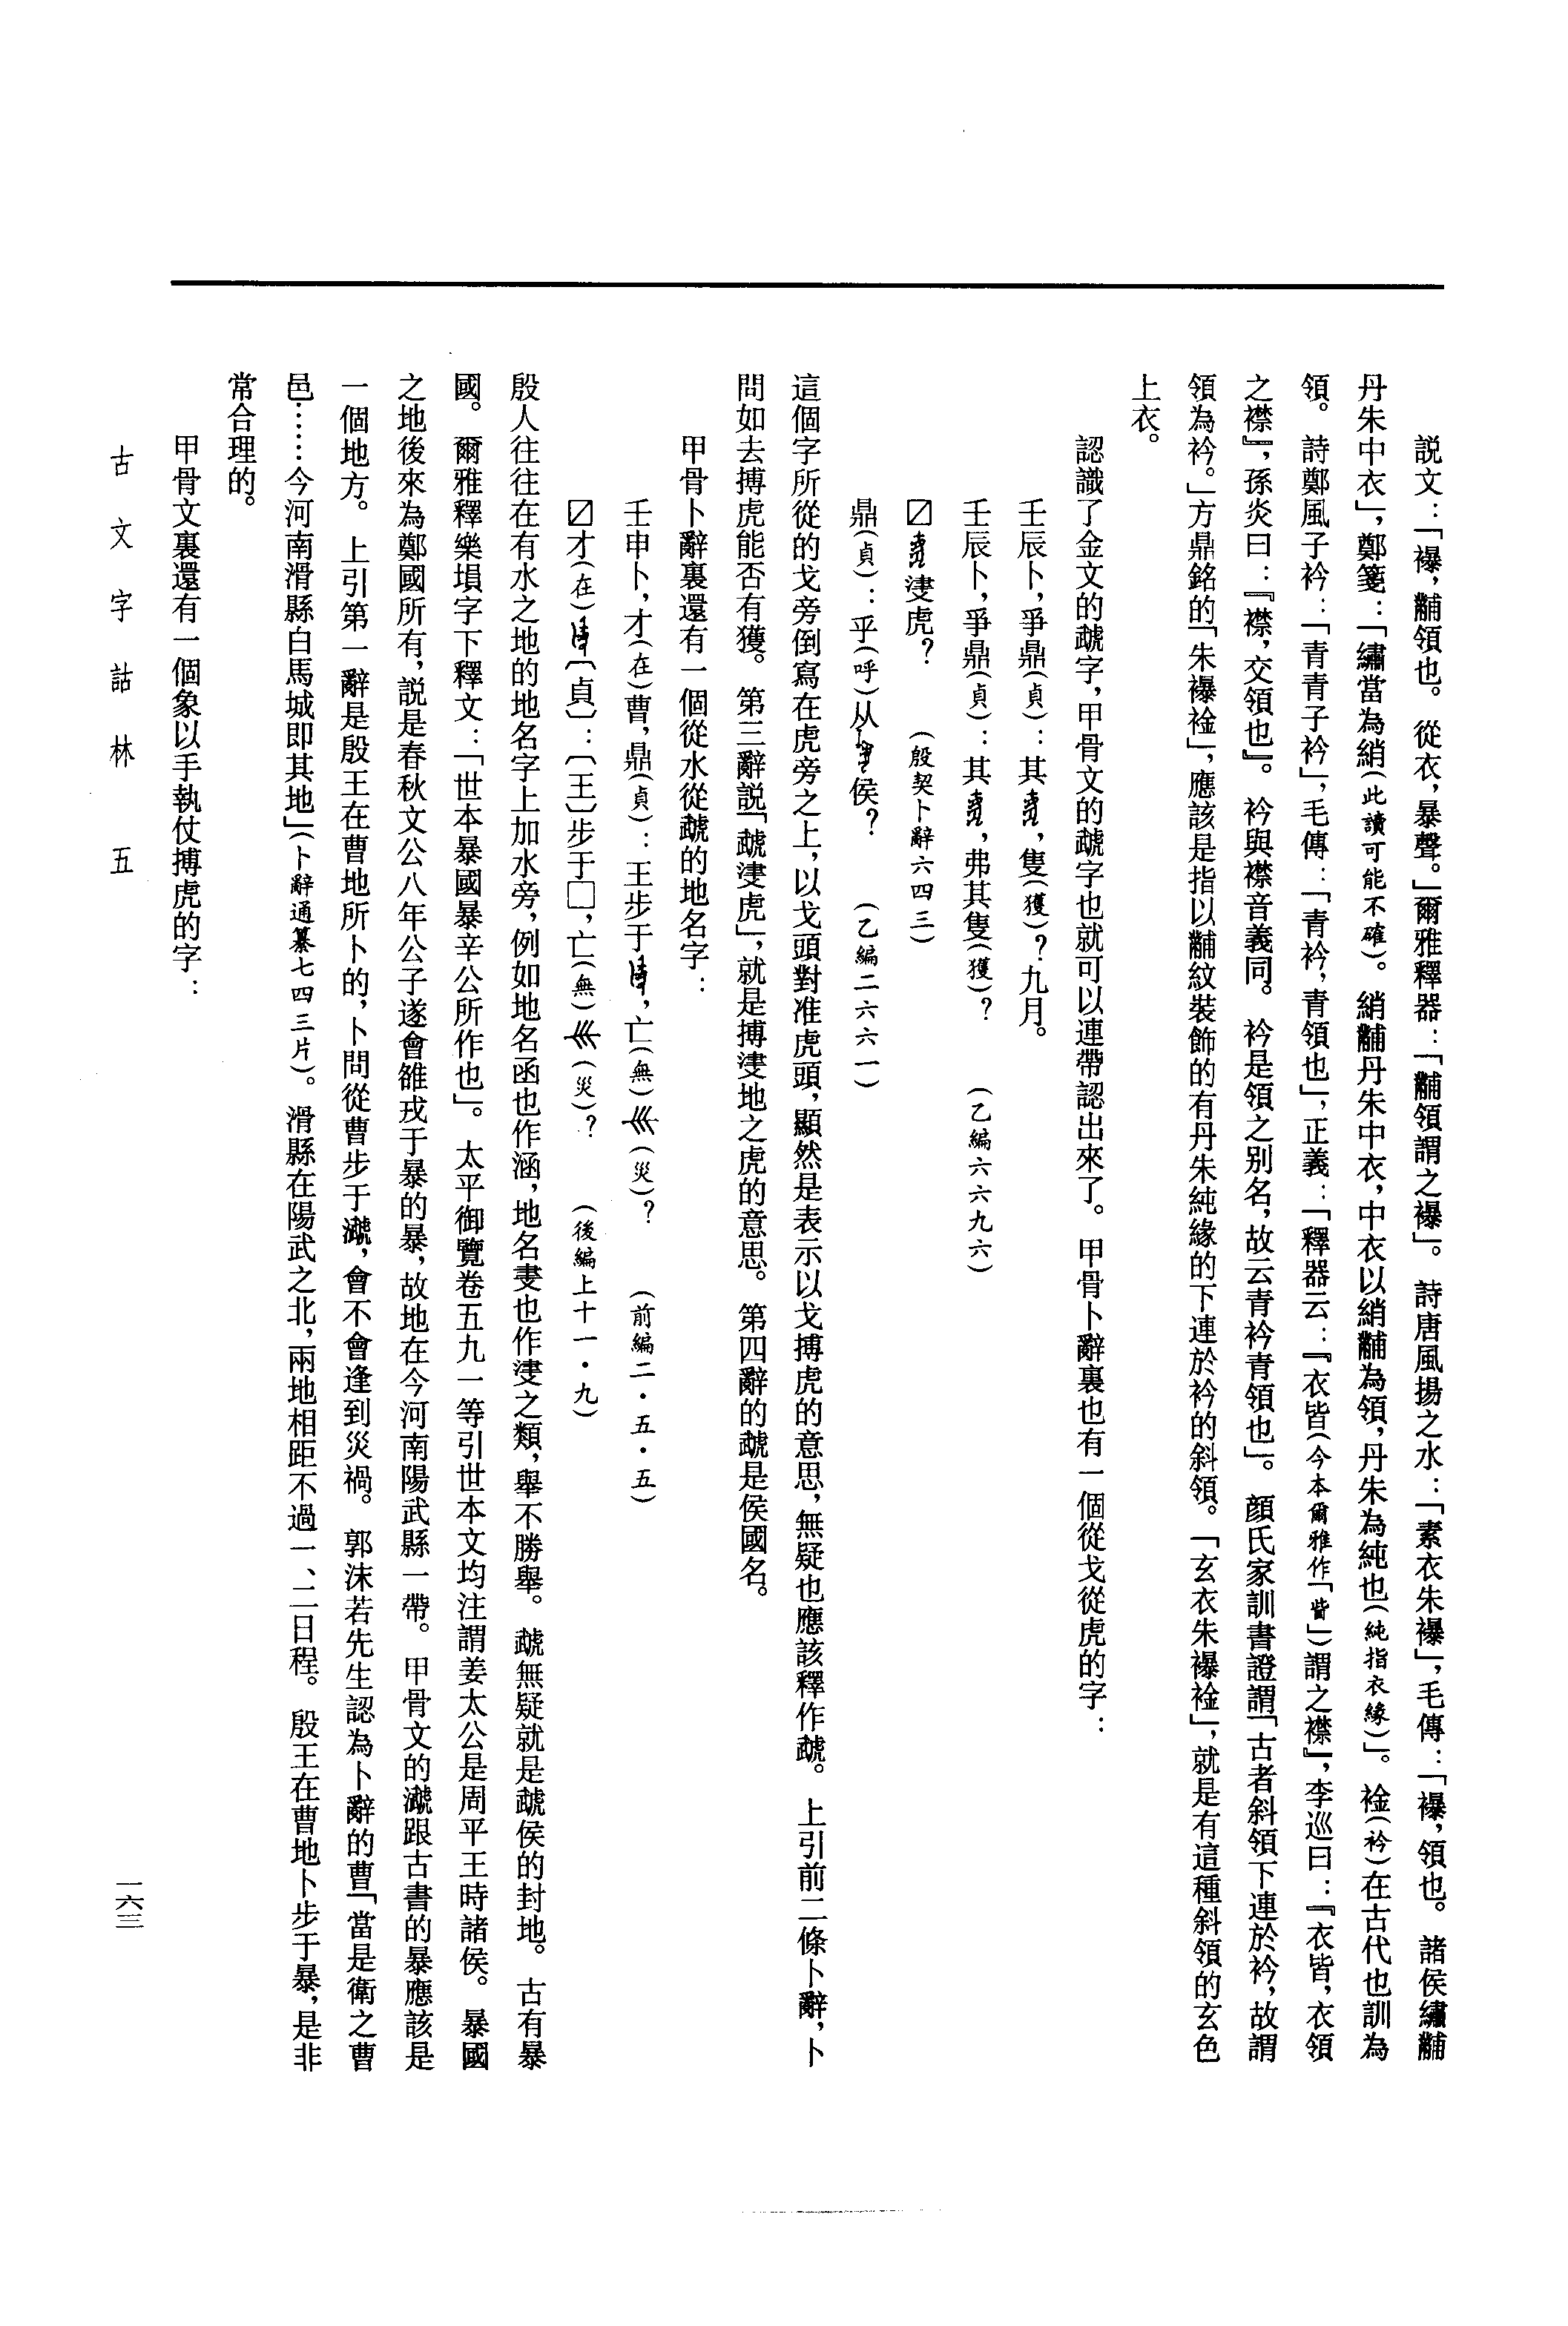 説文：「襮，黼領也。從衣，暴聲。」爾雅釋器：「黼領謂之襮」。詩唐風揚之水：「素衣朱襮」，毛傳：「襮，領也。諸侯繡黼
丹朱中衣」，鄭箋：「繡當為綃（此讀可能不確）。綃黼丹朱中衣，中衣以綃黼為領，丹朱為純也（純指衣緣）」。裣（衿）在古代也訓為
領。詩鄭風子衿：「青青子衿」，毛傳：「青衿，青領也」，正義：「釋器云：『衣皆（今本爾雅作「眥」）謂之襟』，李巡曰：『衣皆，衣領
之襟』，孫炎曰：『襟，交領也』。衿與襟音義同。衿是領之別名，故云青衿青領也」。顏氏家訓書證謂「古者斜領下連於衿，故謂
領為衿。」方鼎銘的「朱襮裣」，應該是指以黼紋裝飾的有丹朱純緣的下連於衿的斜領。「玄衣朱襮裣」，就是有這種斜領的玄色
上衣。
認識了金文的虣字，甲骨文的虣字也就可以連帶認出來了。甲骨卜辭裏也有一個從戈從虎的字：
壬辰卜，爭鼎（貞）：其，隻（獲）？九月。
壬辰卜，爭鼎（貞）：其，弗其隻（獲）？（乙編六六九六）
☑虎？（殷契卜辭六四三）
鼎（貞）：乎（呼）从侯？（乙編二六六一）
這個字所從的戈旁倒寫在虎旁之上，以戈頭對准虎頭，顯然是表示以戈搏虎的意思，無疑也應該釋作虣。上引前二條卜辭，卜
問如去搏虎能否有獲。第三辭説「虣虎」，就是搏地之虎的意思。第四辭的虣是侯國名。
甲骨卜辭裏還有一個從水從虣的地名字：
壬申卜，才（在）曹，鼎（貞）：王步于，亡（無）（災）？（前編二・五・五）
☑才（在）〔貞〕：〔王〕步于□，亡（無）（災）？（後編上十一・九）
殷人往往在有水之地的地名字上加水旁，例如地名函也作涵，地名也作之類，舉不勝舉。虣無疑就是虣侯的封地。古有暴
國。爾雅釋樂塤字下釋文：「世本暴國暴辛公所作也」。太平御覽卷五九一等引世本文均注謂姜太公是周平王時諸侯。暴國
之地後來為鄭國所有，説是春秋文公八年公子遂會雒戎于暴的暴，故地在今河南陽武縣一帶。甲骨文的跟古書的暴應該是
一個地方。上引第一辭是殷王在曹地所卜的，卜問從曹步于，會不會逢到災禍。郭沫若先生認為卜辭的曹「當是衛之曹
邑……今河南滑縣白馬城即其地」（卜辭通纂七四三片）。滑縣在陽武之北，兩地相距不過一、二日程。殷王在曹地卜步于暴，是非
常合理的。
甲骨文裏還有一個象以手執仗搏虎的字：
古文字詁林 五
一六三